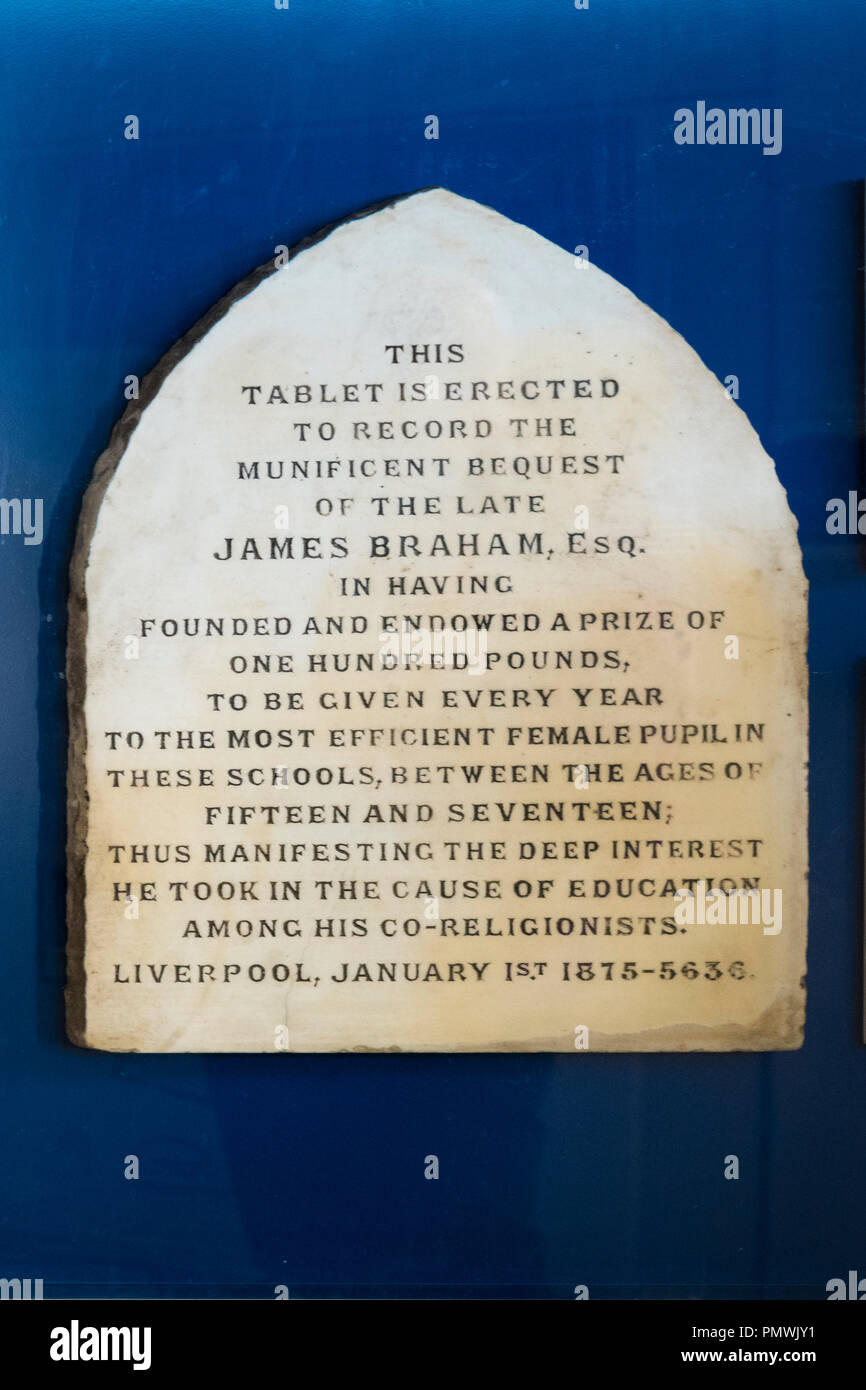 THIS
TABLET IS ERECTED
TO RECORD THE
MUNIFICENT BEQUEST
OF THE LATE
JAMES BRAHAM, ESQ.
IN HAVING
FOUNDED AND ENDOWED A PRIZE OF
ONE HUNDRED POUNDS,
TO BE GIVEN EVERY YEAR
TO THE MOST EFFICIENT FEMALE PUPIL IN
THESE SCHOOLS, BETWEEN THE AGES OF
FIFTEEN AND SEVENTEEN;
THUS MANIFESTING THE DEEP INTEREST
HE TOOK IN THE CAUSE OF EDUCATION
AMONG HIS CO-RELIGIONISTS.
LIVERPOOL, JANUARY 1ST. 1875-5636.
alamy
alamy stock photo
PMWJY1
www.alamy.com